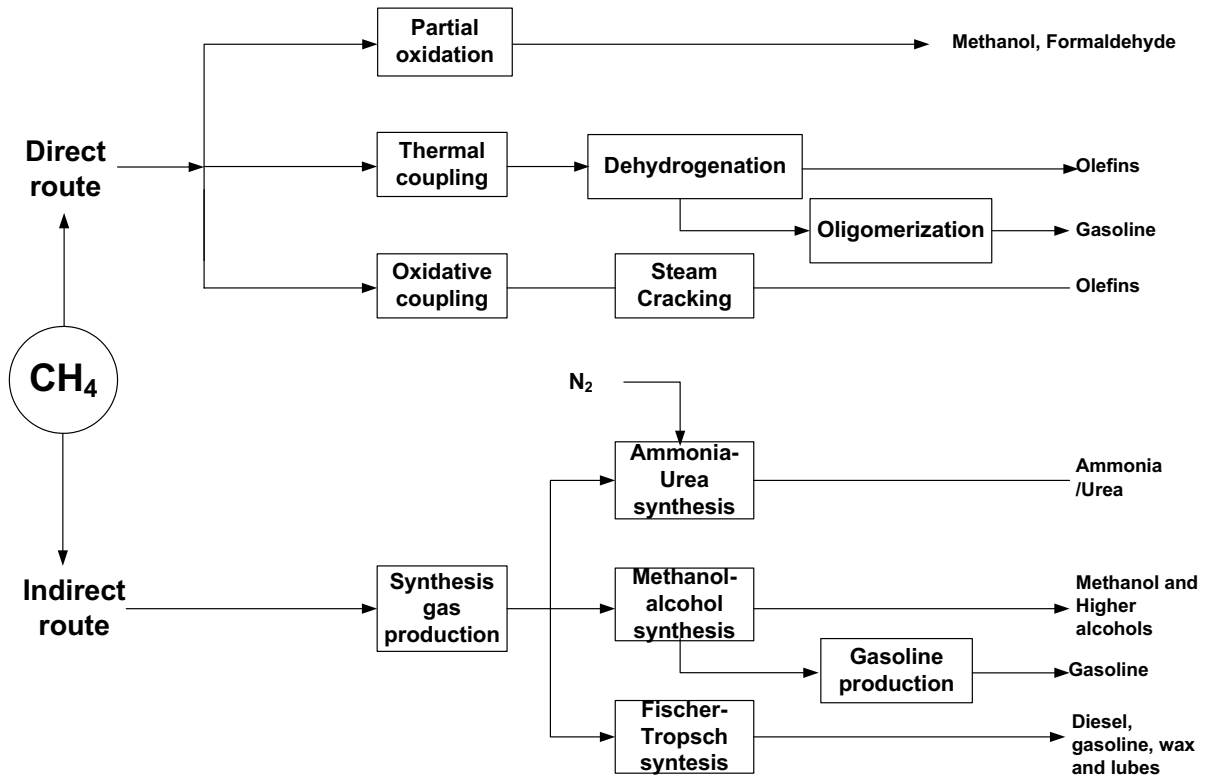 Partial
oxidation
Methanol, Formaldehyde
Direct
route
Thermal
coupling
Dehydrogenation
Olefins
Oligomerization
Gasoline
Oxidative
coupling
Steam
Cracking
Olefins
CH₄
N₂
Ammonia-
Urea
synthesis
Ammonia
/Urea
Indirect
route
Synthesis
gas
production
Methanol-
alcohol
synthesis
Methanol and
Higher
alcohols
Gasoline
production
Gasoline
Fischer-
Tropsch
syntesis
Diesel,
gasoline, wax
and lubes